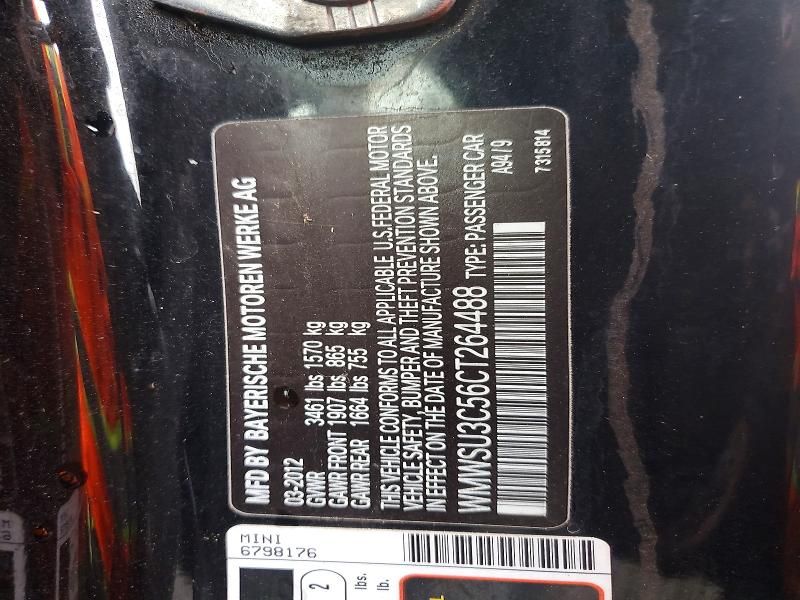 MFD BY BAYERISCHE MOTOREN WERKE AG
03-2012
GVWR 3461 lbs 1570 kg
GAWR FRONT 1907 lbs 865 kg
GAWR REAR 1664 lbs 755 kg
THIS VEHICLE CONFORMS TO ALL APPLICABLE U.S.FEDERAL MOTOR
VEHICLE SAFETY, BUMPER AND THEFT PREVENTION STANDARDS
IN EFFECT ON THE DATE OF MANUFACTURE SHOWN ABOVE.
WMWSU3C56CT264488 TYPE: PASSENGER CAR
A94/9
7 315 814
MINI
6798176
2
lbs.
lb.